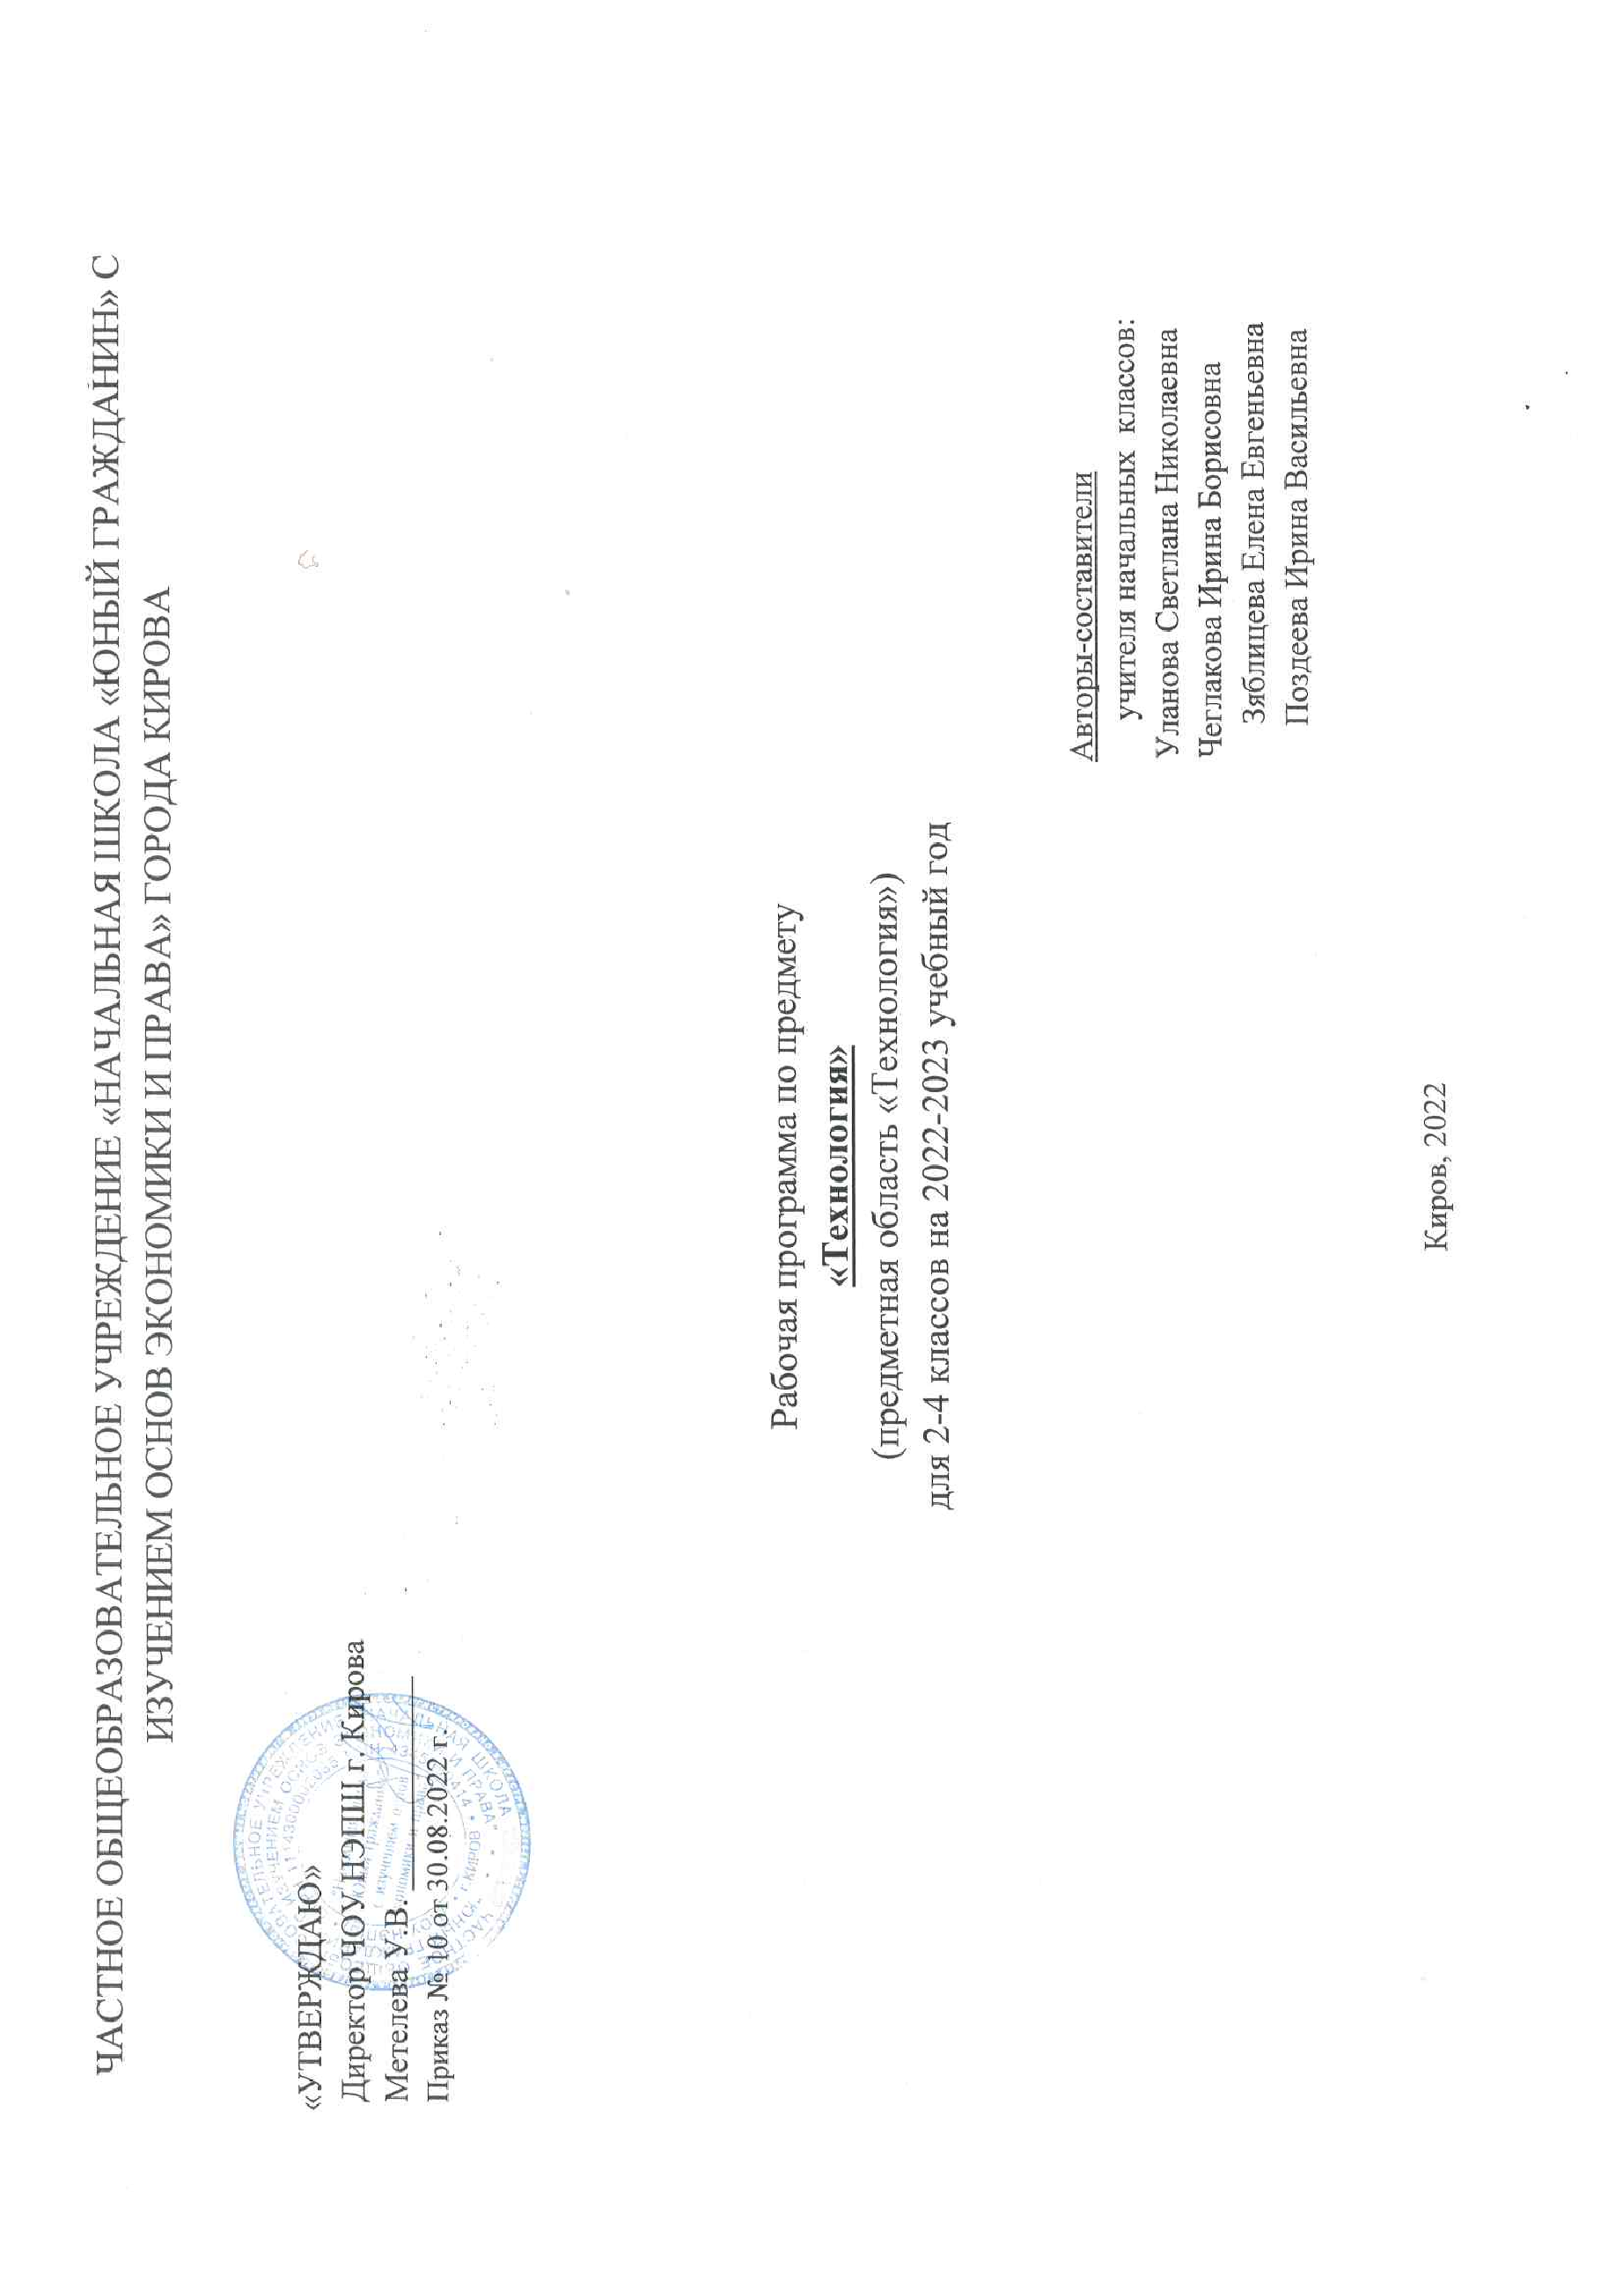 ЧАСТНОЕ ОБЩЕОБРАЗОВАТЕЛЬНОЕ УЧРЕЖДЕНИЕ «НАЧАЛЬНАЯ ШКОЛА «ЮНЫЙ ГРАЖДАНИН» С
ИЗУЧЕНИЕМ ОСНОВ ЭКОНОМИКИ И ПРАВА» ГОРОДА КИРОВА
«УТВЕРЖДАЮ»
Директор ЧОУ НЭПШ г. Кирова
Метелева У.В.
Приказ № 10 от 30.08.2022 г.
Рабочая программа по предмету
«Технология»
(предметная область «Технология»)
для 2-4 классов на 2022-2023 учебный год
Авторы-составители
учителя начальных классов:
Уланова Светлана Николаевна
Чеглакова Ирина Борисовна
Зяблицева Елена Евгеньевна
Поздеева Ирина Васильевна
Киров, 2022